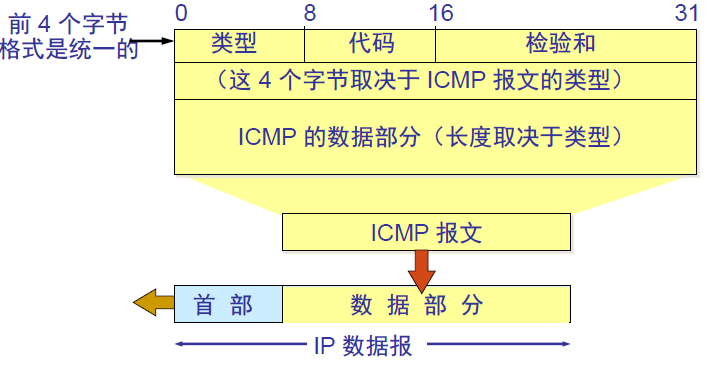 0 8 16 31
前 4 个字节
格式是统一的
类型 代码 检验和
（这 4 个字节取决于 ICMP 报文的类型）
ICMP 的数据部分（长度取决于类型）
ICMP 报文
首 部 数 据 部 分
IP 数据报